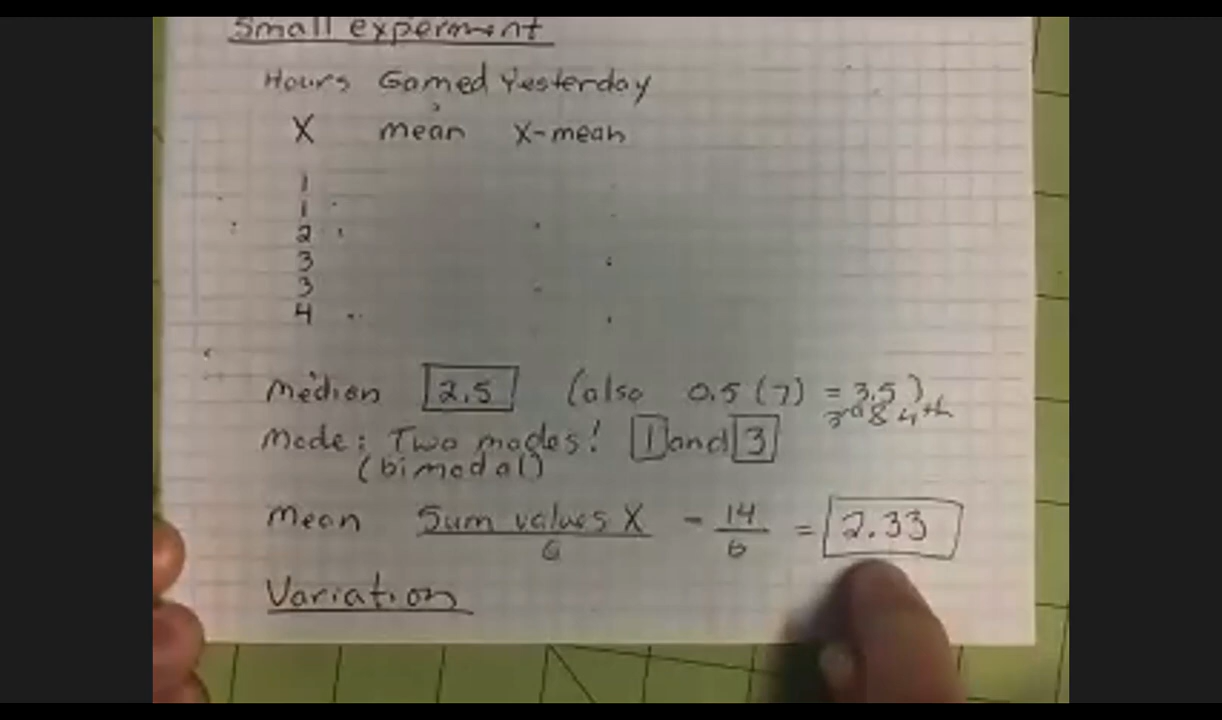 Small experment
Hours Gamed Yesterday
X mean X-mean
1
1
2
3
3
4
Median 2.5 (also 0.5(7) = 3.5)
3rd & 4th
Mode: Two modes! 1 and 3
(bimodal)
Mean Sum values X - 14 = 2.33
6 6
Variation